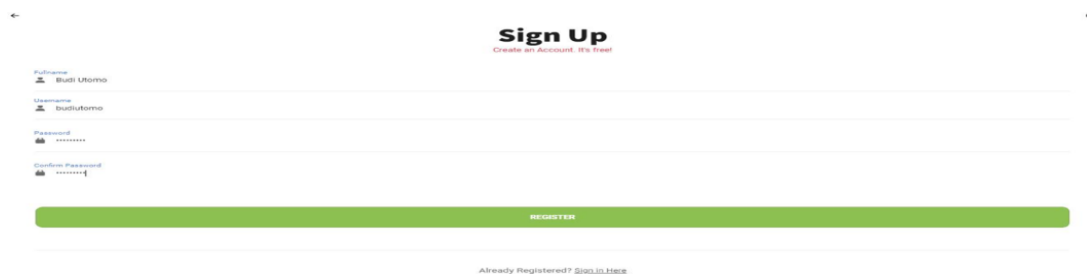 Sign Up
Create an Account. It's free!
Fullname
Budi Utomo
Username
budiutomo
Password
•••••••••
Confirm Password
•••••••••
REGISTER
Already Registered? Sign in Here